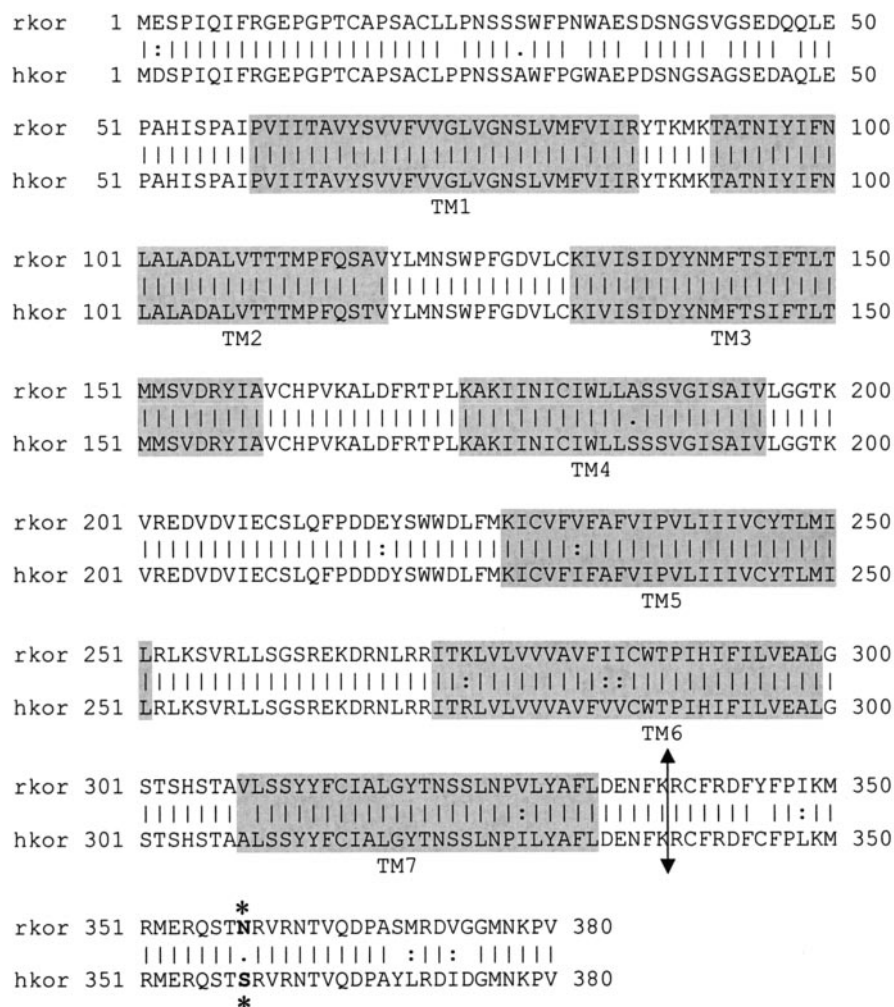 rkor 1 MESPIQIFRGEPGPTCAPSACLLPNSSSWFPNWAESDSNGSVGSEDQQLE 50
|:|||||||||||||||||||| ||||.||| ||| ||||| |||| |||
hkor 1 MDSPIQIFRGEPGPTCAPSACLPPNSSAWFPGWAEPDSNGSAGSEDAQLE 50
rkor 51 PAHISPAIPVIITAVYSVVFVVGLVGNSLVMFVIIRYTKMKTATNIYIFN 100
||||||||||||||||||||||||||||||||||||||||||||||||||
hkor 51 PAHISPAIPVIITAVYSVVFVVGLVGNSLVMFVIIRYTKMKTATNIYIFN 100
TM1
rkor 101 LALADALVTTTMPFQSAVYLMNSWPFGDVLCKIVISIDYYNMFTSIFTLT 150
|||||||||||||||| |||||||||||||||||||||||||||||||||
hkor 101 LALADALVTTTMPFQSTVYLMNSWPFGDVLCKIVISIDYYNMFTSIFTLT 150
TM2 TM3
rkor 151 MMSVDRYIAVCHPVKALDFRTPLKAKIINICIWLLASSVGISAIVLGGTK 200
|||||||||||||||||||||||||||||||||||.||||||||||||||
hkor 151 MMSVDRYIAVCHPVKALDFRTPLKAKIINICIWLLSSSVGISAIVLGGTK 200
TM4
rkor 201 VREDVDVIECSLQFPDDEYSWWDLFMKICVFVFAFVIPVLIIIVCYTLMI 250
|||||||||||||||||:|||||||||||||:||||||||||||||||||
hkor 201 VREDVDVIECSLQFPDDDYSWWDLFMKICVFIFAFVIPVLIIIVCYTLMI 250
TM5
rkor 251 LRLKSVRLLSGSREKDRNLRRITKLVLVVVAVFIICWTPIHIFILVEALG 300
|||||||||||||||||||||||:|||||||||::|||||||||||||||
hkor 251 LRLKSVRLLSGSREKDRNLRRITRLVLVVVAVFVVCWTPIHIFILVEALG 300
TM6
rkor 301 STSHSTAVLSSYYFCIALGYTNSSLNPVLYAFLDENFKRCFRDFYFPIKM 350
||||||| |||||||||||||||||||:|||||||||||||||| ||:||
hkor 301 STSHSTAALSSYYFCIALGYTNSSLNPILYAFLDENFKRCFRDFCFPLKM 350
TM7
*
rkor 351 RMERQSTNRVRNTVQDPASMRDVGGMNKPV 380
|||||||.|||||||||| :||: ||||||
hkor 351 RMERQSTSRVRNTVQDPAYLRDIDGMNKPV 380
*